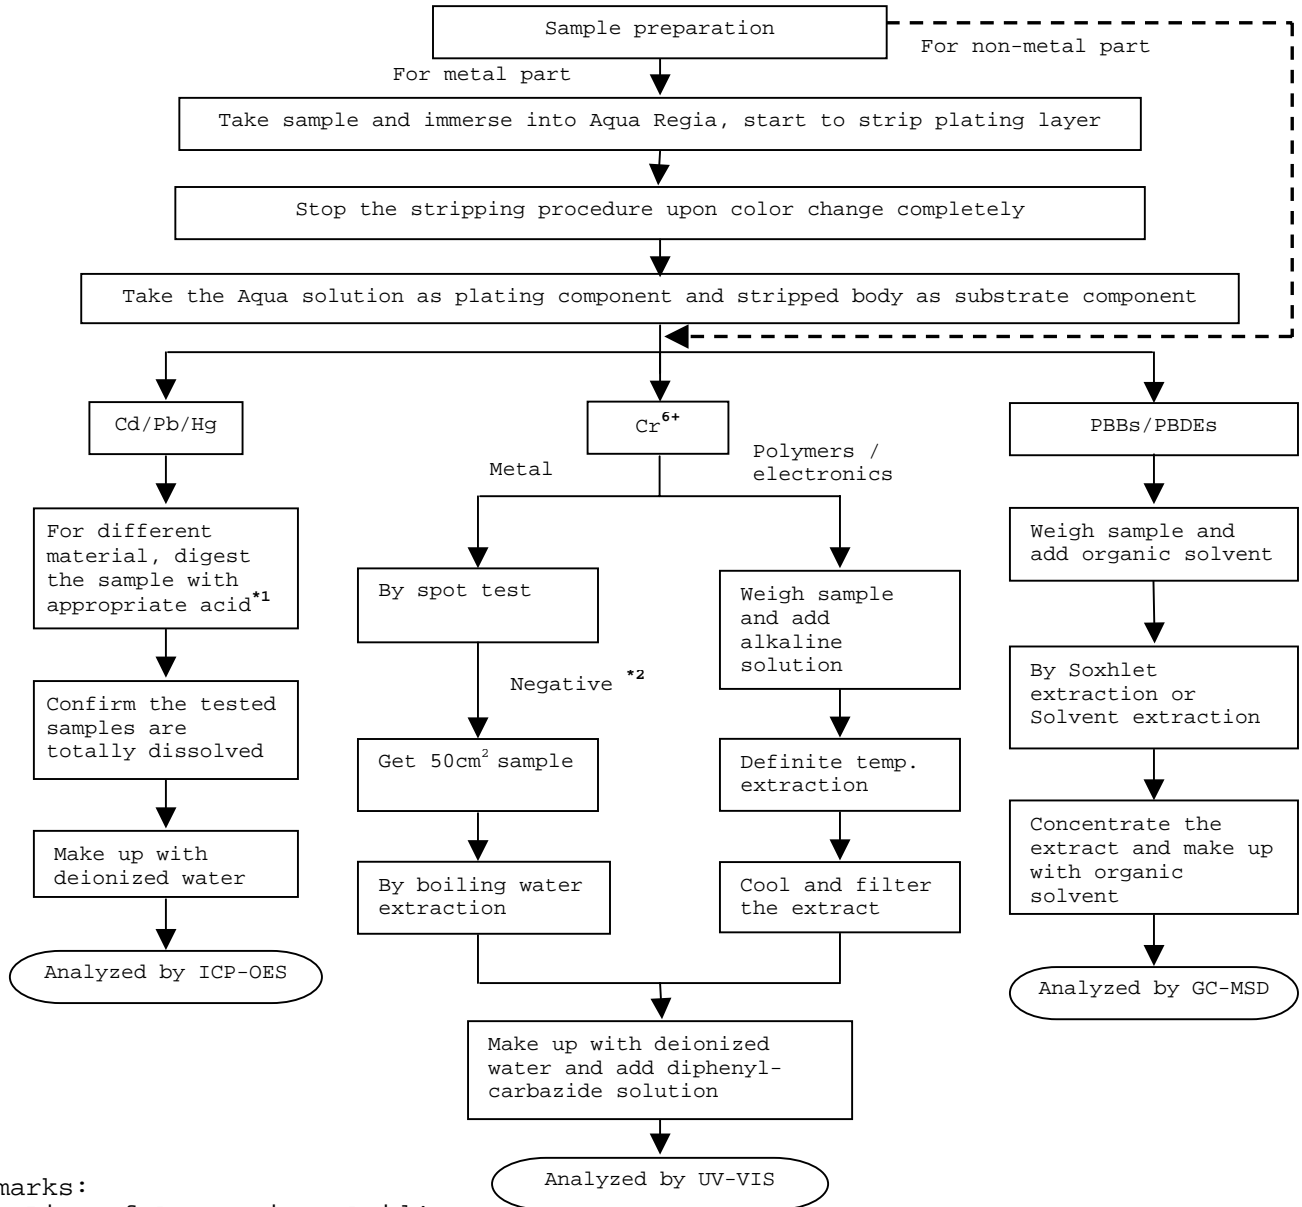 Sample preparation
For non-metal part
For metal part
Take sample and immerse into Aqua Regia, start to strip plating layer
Stop the stripping procedure upon color change completely
Take the Aqua solution as plating component and stripped body as substrate component
Cd/Pb/Hg
For different
material, digest
the sample with
appropriate acid*1
Confirm the tested
samples are
totally dissolved
Make up with
deionized water
Analyzed by ICP-OES
Cr6+
Metal
Polymers /
electronics
By spot test
Negative *2
Get 50cm2 sample
By boiling water
extraction
Weigh sample
and add
alkaline
solution
Definite temp.
extraction
Cool and filter
the extract
Make up with deionized
water and add diphenyl-
carbazide solution
Analyzed by UV-VIS
PBBs/PBDEs
Weigh sample and
add organic solvent
By Soxhlet
extraction or
Solvent extraction
Concentrate the
extract and make up
with organic
solvent
Analyzed by GC-MSD
marks: